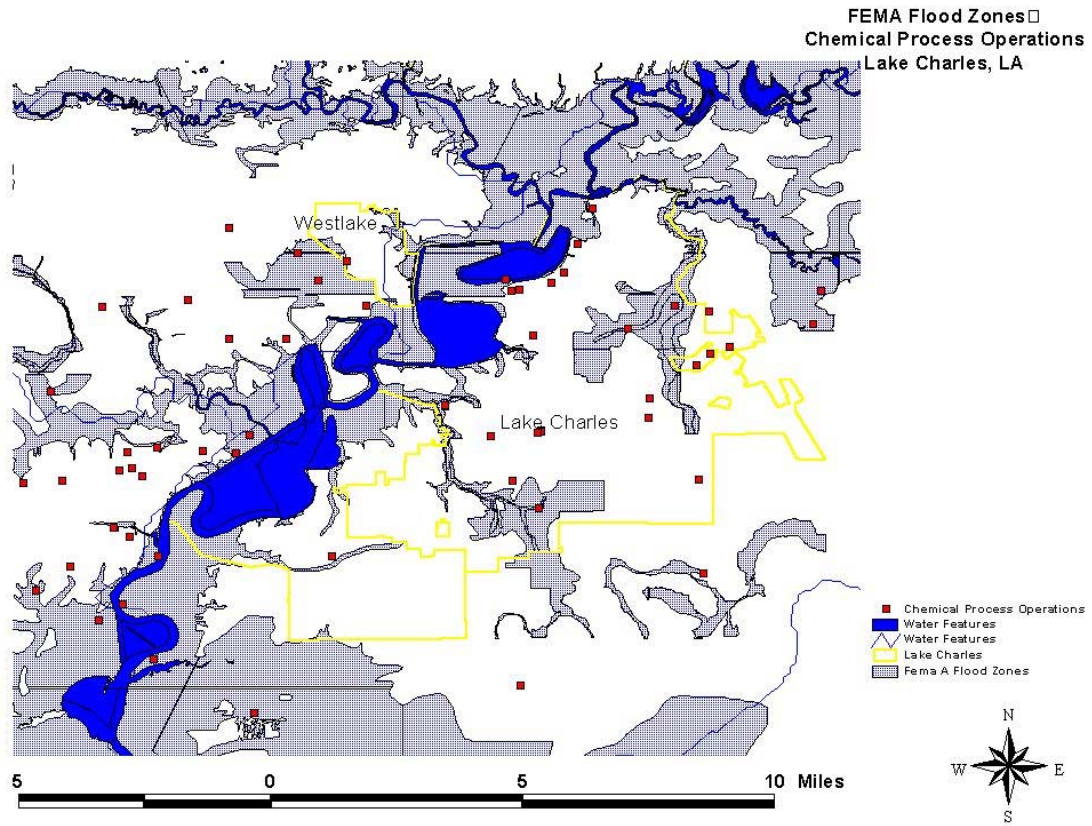 FEMA Flood Zones□
Chemical Process Operations
Lake Charles, LA
Westlake
Lake Charles
Chemical Process Operations
Water Features
Water Features
Lake Charles
Fema A Flood Zones
5 0 5 10 Miles
N
W E
S